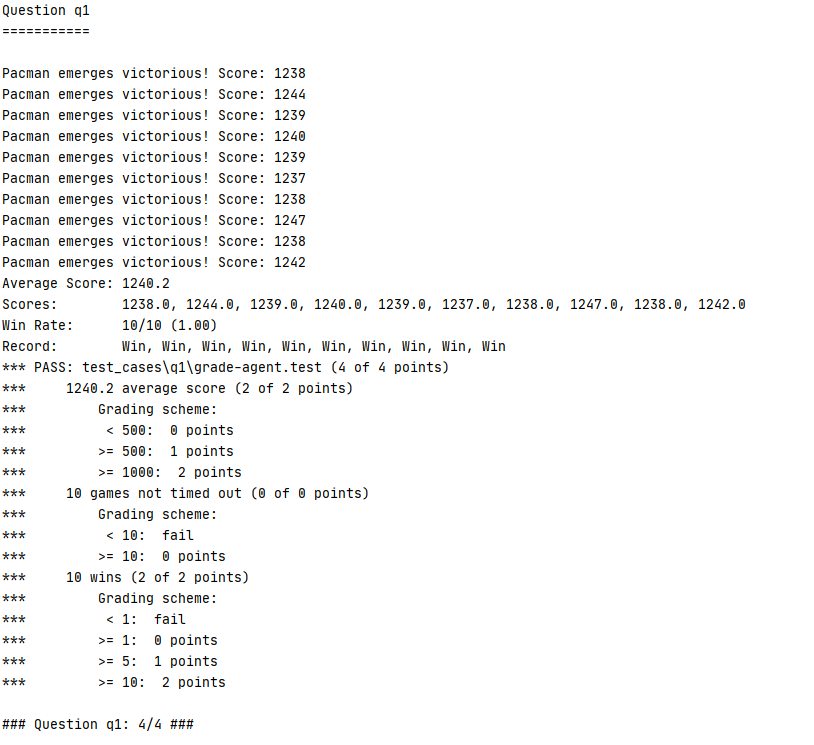 Question q1
===========
Pacman emerges victorious! Score: 1238
Pacman emerges victorious! Score: 1244
Pacman emerges victorious! Score: 1239
Pacman emerges victorious! Score: 1240
Pacman emerges victorious! Score: 1239
Pacman emerges victorious! Score: 1237
Pacman emerges victorious! Score: 1238
Pacman emerges victorious! Score: 1247
Pacman emerges victorious! Score: 1238
Pacman emerges victorious! Score: 1242
Average Score: 1240.2
Scores:        1238.0, 1244.0, 1239.0, 1240.0, 1239.0, 1237.0, 1238.0, 1247.0, 1238.0, 1242.0
Win Rate:      10/10 (1.00)
Record:        Win, Win, Win, Win, Win, Win, Win, Win, Win, Win
*** PASS: test_cases\q1\grade-agent.test (4 of 4 points)
***     1240.2 average score (2 of 2 points)
***         Grading scheme:
***          < 500:  0 points
***         >= 500:  1 points
***         >= 1000:  2 points
***     10 games not timed out (0 of 0 points)
***         Grading scheme:
***          < 10:  fail
***         >= 10:  0 points
***     10 wins (2 of 2 points)
***         Grading scheme:
***          < 1:  fail
***         >= 1:  0 points
***         >= 5:  1 points
***         >= 10:  2 points
### Question q1: 4/4 ###